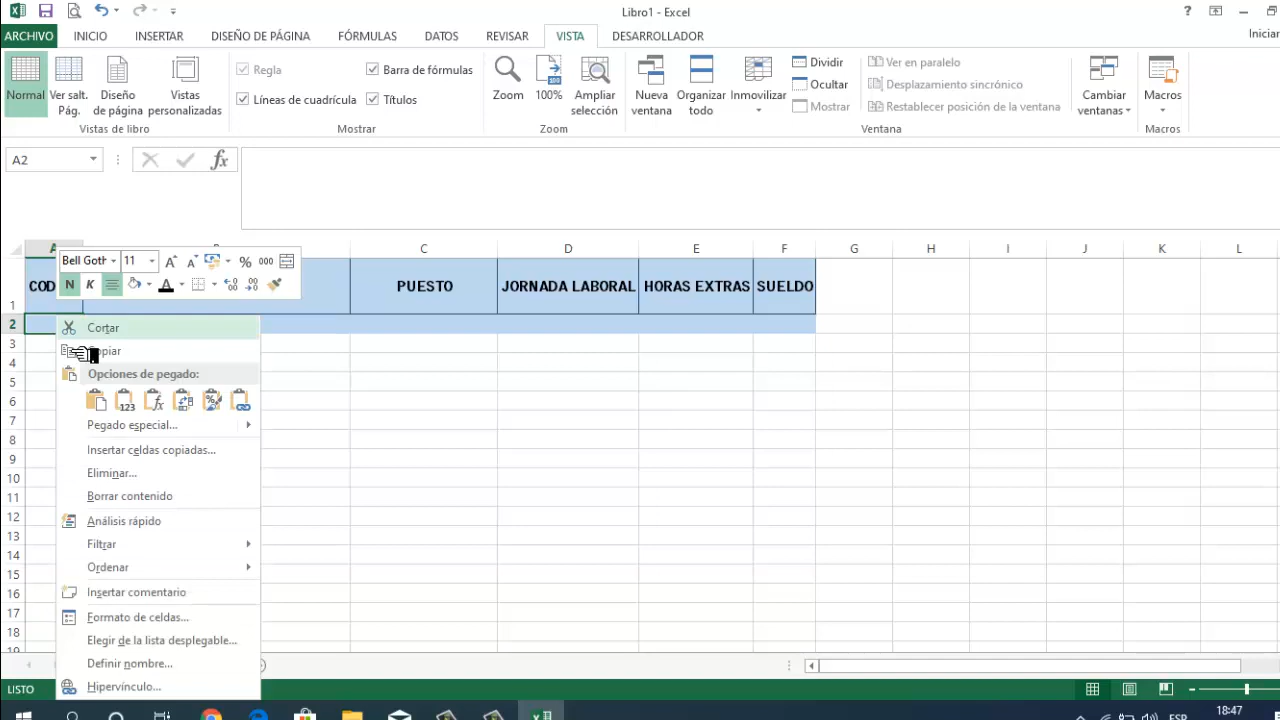 Libro1 - Excel
?
ARCHIVO INICIO INSERTAR DISEÑO DE PÁGINA FÓRMULAS DATOS REVISAR VISTA DESARROLLADOR
Normal
Ver salt. Pág.
Diseño de página
Vistas personalizadas
Vistas de libro
Regla
Barra de fórmulas
Líneas de cuadrícula
Títulos
Mostrar
Zoom
100%
Ampliar selección
Zoom
Nueva ventana
Organizar todo
Inmovilizar
Dividir
Ocultar
Mostrar
Ver en paralelo
Desplazamiento sincrónico
Restablecer posición de la ventana
Ventana
Cambiar ventanas
Macros
Macros
A2
fx
C D E F G H I J K L
Bell Goth 11 A A % 000
N K A
1
PUESTO JORNADA LABORAL HORAS EXTRAS SUELDO
2
3
4
5
6
7
8
9
10
11
12
13
14
15
16
17
18
Cortar
Opciones de pegado:
123
Pegado especial...
Insertar celdas copiadas...
Eliminar...
Borrar contenido
Análisis rápido
Filtrar
Ordenar
Insertar comentario
Formato de celdas...
Elegir de la lista desplegable...
Definir nombre...
Hipervínculo...
LISTO
18:47